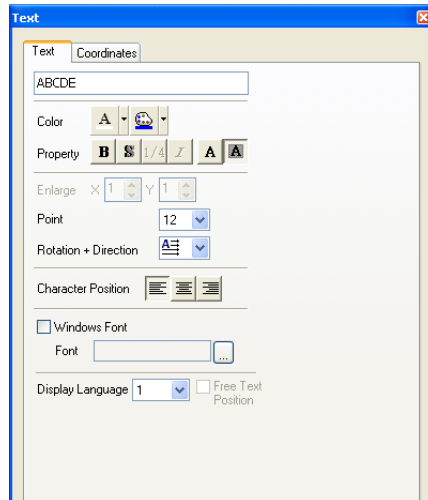 Text
Text Coordinates
ABCDE
Color A
Property B S 1/4 I A A
Enlarge X 1 Y 1
Point 12
Rotation + Direction A
Character Position
Windows Font
Font ...
Display Language 1 Free Text
Position